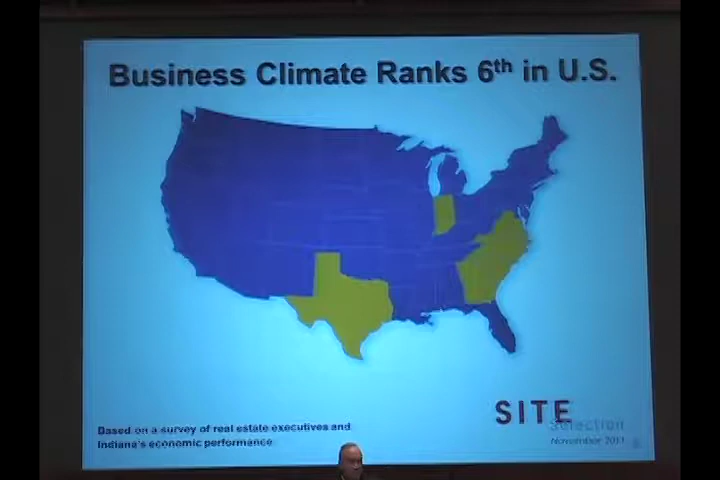 Business Climate Ranks 6th in U.S.
Based on a survey of real estate executives and
Indiana's economic performance
SITE
Selection
November 2011